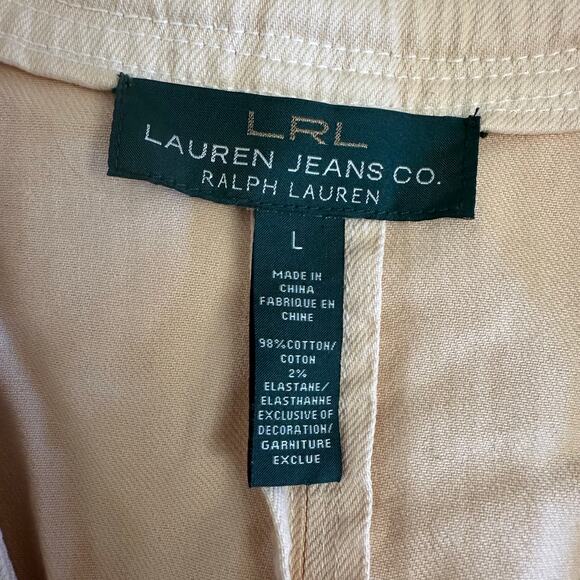 LRL
LAUREN JEANS CO.
RALPH LAUREN
L
MADE IN
CHINA
FABRIQUE EN
CHINE
98%COTTON/
COTON
2%
ELASTANE/
ELASTHANNE
EXCLUSIVE OF
DECORATION/
GARNITURE
EXCLUE